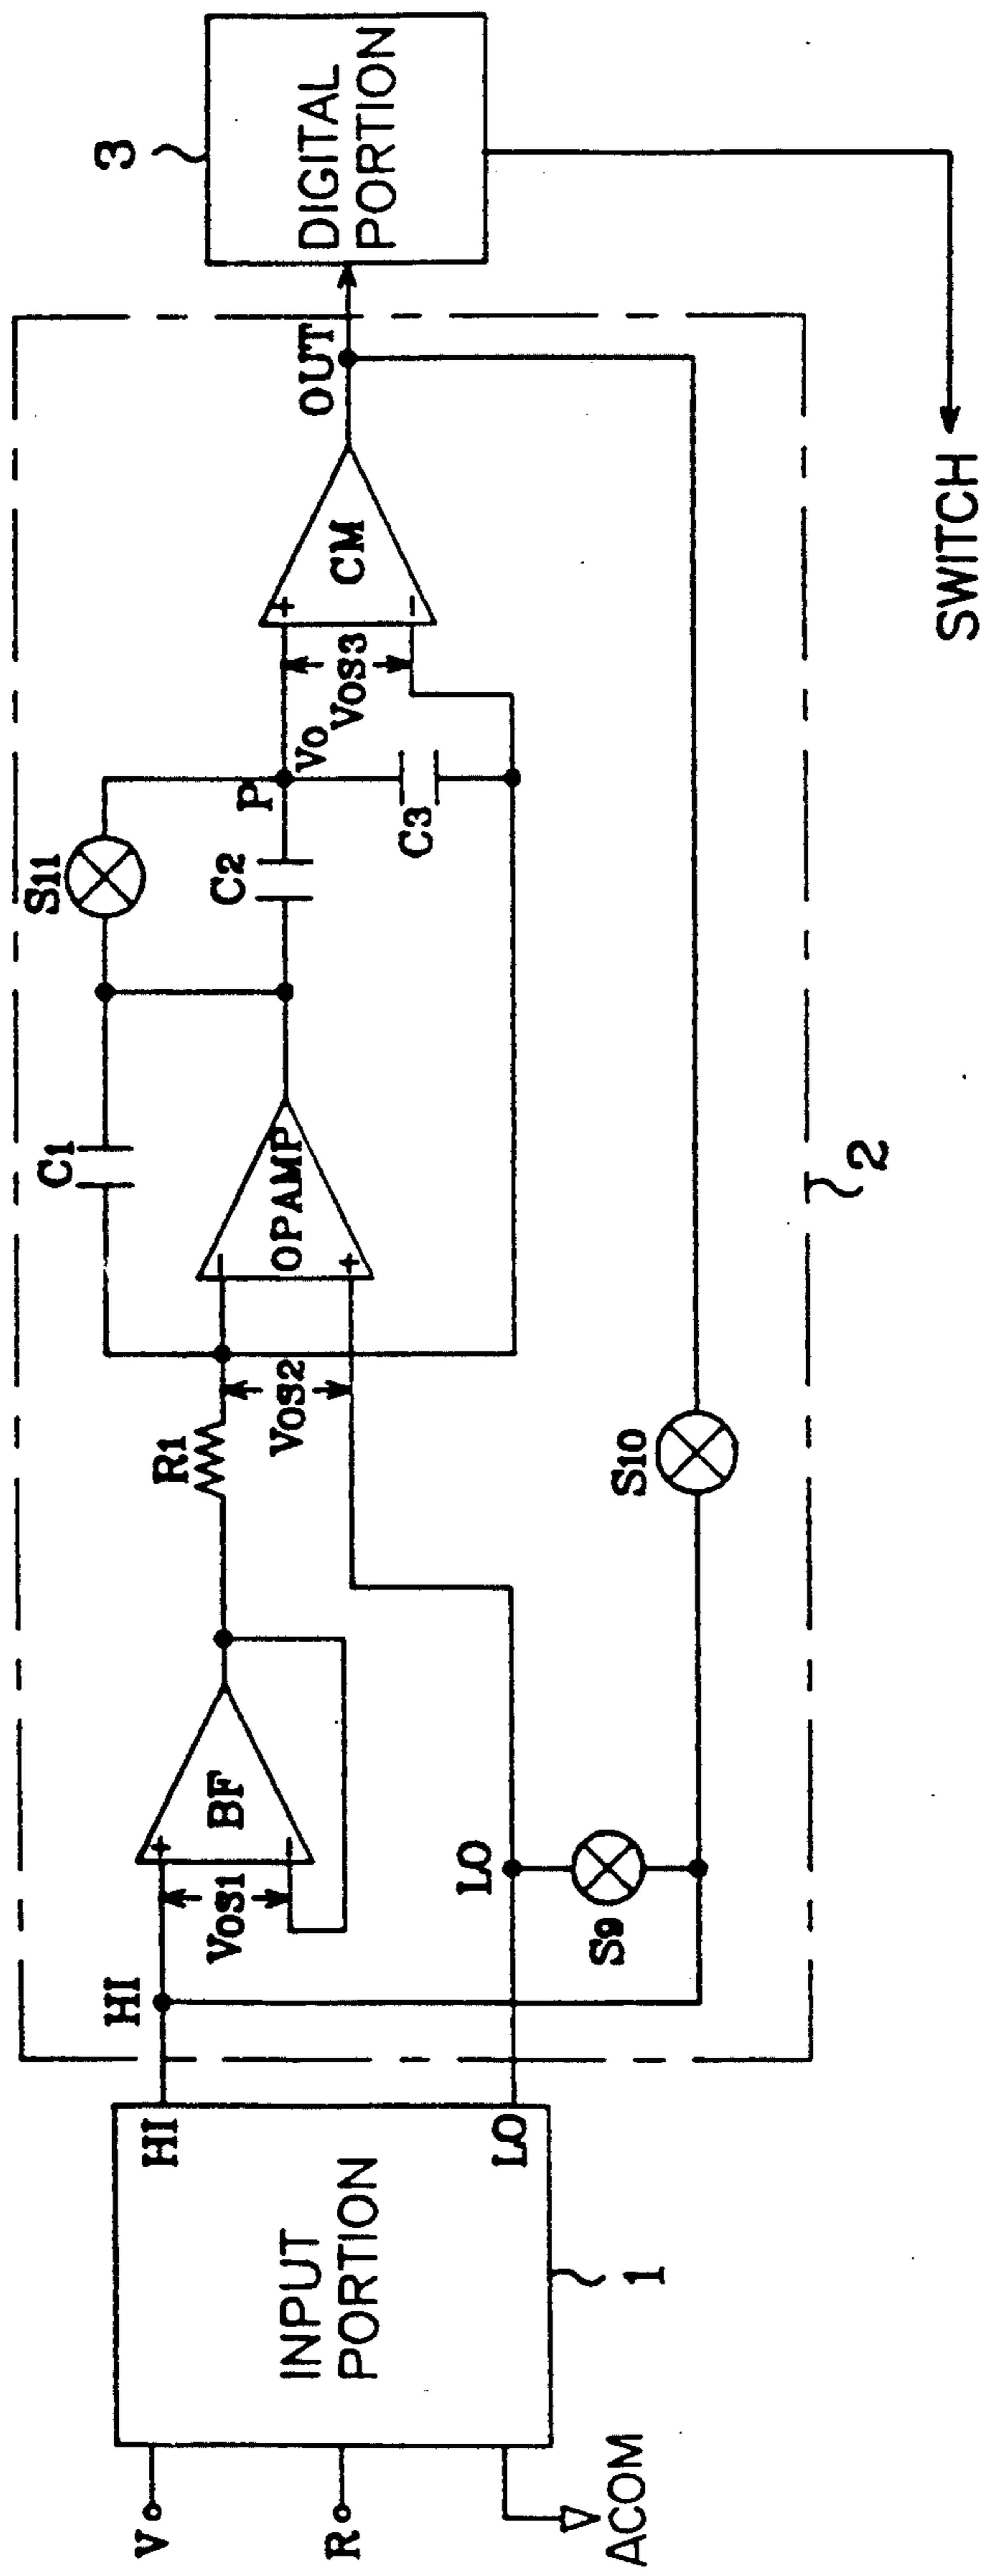 V
R
ACOM
INPUT
PORTION
HI
LO
1
HI
VOS1
+
−
BF
LO
S9
R1
VOS2
−
+
OPAMP
C1
S10
2
S11
C2
P
VO
C3
VOS3
+
−
CM
OUT
3
DIGITAL
PORTION
SWITCH